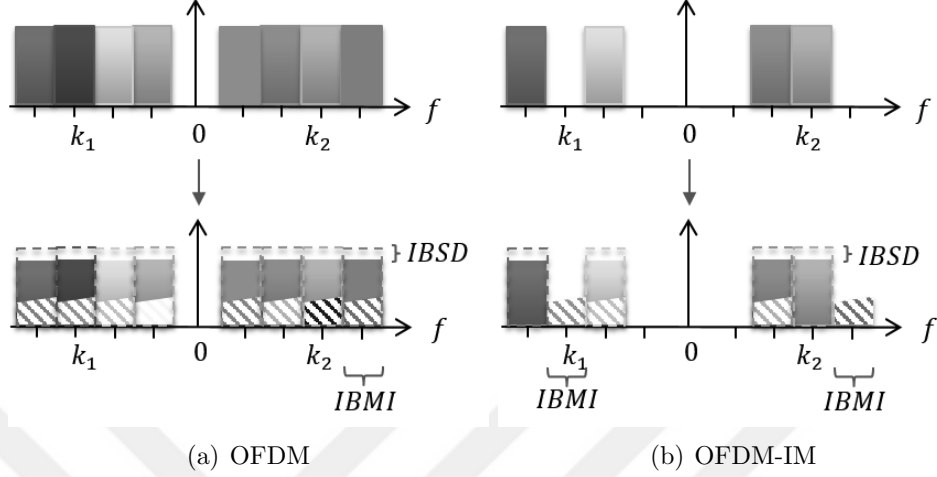 f
k₁ 0 k₂
f
k₁ 0 k₂
IBSD
f
k₁ 0 k₂
IBMI
IBSD
f
k₁ 0 k₂
IBMI IBMI
(a) OFDM
(b) OFDM-IM